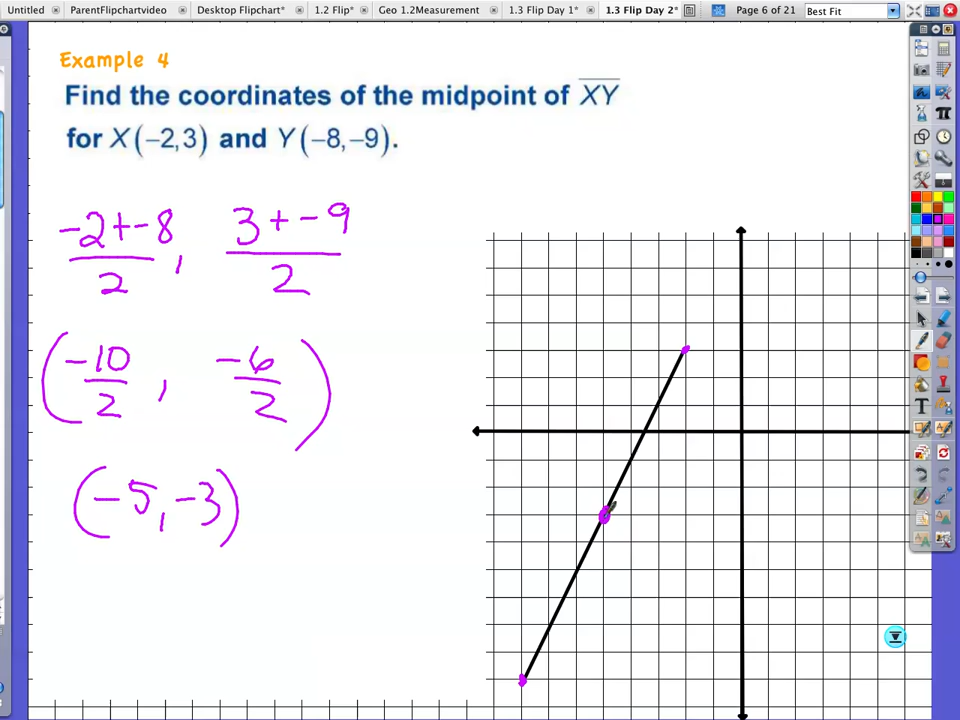 Untitled ParentFlipchartvideo Desktop Flipchart* 1.2 Flip* Geo 1.2Measurement 1.3 Flip Day 1* 1.3 Flip Day 2* Page 6 of 21 Best Fit
Example 4
Find the coordinates of the midpoint of XY
for X(−2,3) and Y(−8,−9).
-2+-8/2 , 3+-9/2
(-10/2 , -6/2)
(-5,-3)